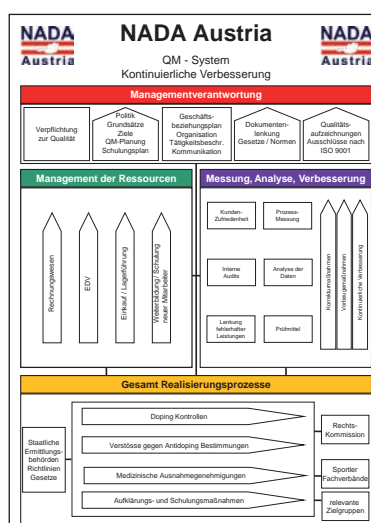 NADA
Austria
NADA Austria
NADA
Austria
QM - System
Kontinuierliche Verbesserung
Managementverantwortung
Verpflichtung
zur Qualität
Politik
Grundsätze
Ziele
QM-Planung
Schulungsplan
Geschäfts-
beziehungsplan
Organisation
Tätigkeitsbeschr.
Kommunikation
Dokumenten-
lenkung
Gesetze / Normen
Qualitäts-
aufzeichnungen
Ausschlüsse nach
ISO 9001
Management der Ressourcen
Rechnungswesen
EDV
Einkauf / Lagerführung
Weiterbildung / Schulung
neuer Mitarbeiter
Messung, Analyse, Verbesserung
Kunden-
Zufriedenheit
Prozess-
Messung
Interne
Audits
Analyse der
Daten
Lenkung
fehlerhafter
Leistungen
Prüfmittel
Korrekturmaßnahmen
Vorbeugemaßnahmen
Kontinuierliche Verbesserung
Gesamt Realisierungsprozesse
Staatliche
Ermittlungs-
behörden
Richtlinien
Gesetze
Doping Kontrollen
Verstösse gegen Antidoping Bestimmungen
Medizinische Ausnahmegenehmigungen
Aufklärungs- und Schulungsmaßnahmen
Rechts-
Kommission
Sportler
Fachverbände
relevante
Zielgruppen